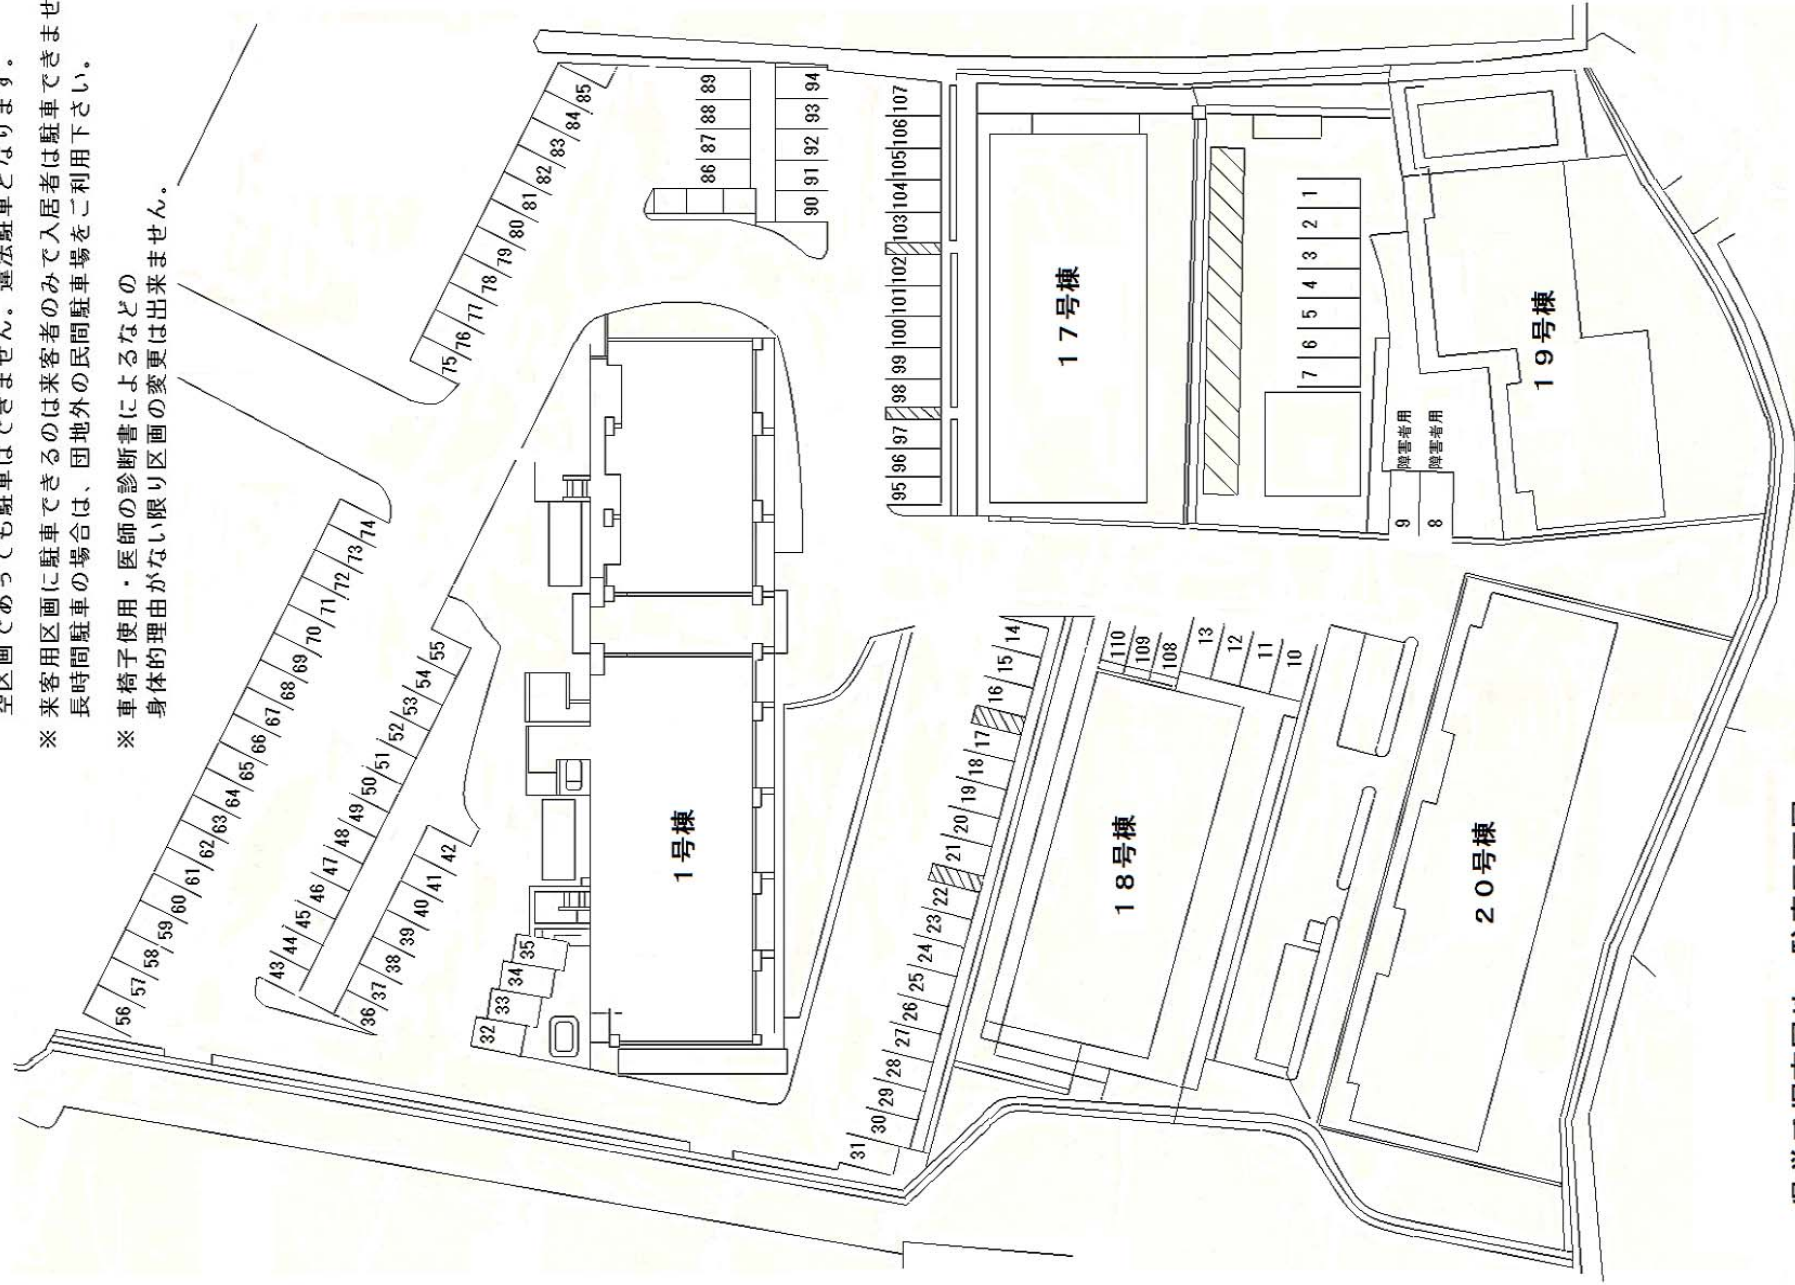 空区画であっても駐車はできません。違法駐車となります。
※ 来客用区画に駐車できるのは来客者のみで入居者は駐車できませ
長時間駐車の場合は、団地外の民間駐車場をご利用下さい。
※ 車椅子使用・医師の診断書によるなどの
身体的理由がない限り区画の変更は出来ません。
56 57 58 59 60 61 62 63 64 65 66 67 68 69 70 71 72 73 74
75 76 77 78 79 80 81 82 83 84 85
43 44 45 46 47 48 49 50 51 52 53 54 55
36 37 38 39 40 41 42
32 33 34 35
86 87 88 89
90 91 92 93 94
1号棟
95 96 97 98 99 100 101 102 103 104 105 106 107
31 30 29 28 27 26 25 24 23 22 21 20 19 18 17 16 15 14
17号棟
18号棟
110
109
108
13
12
11
10
7 6 5 4 3 2 1
9 障害者用
8 障害者用
20号棟
19号棟